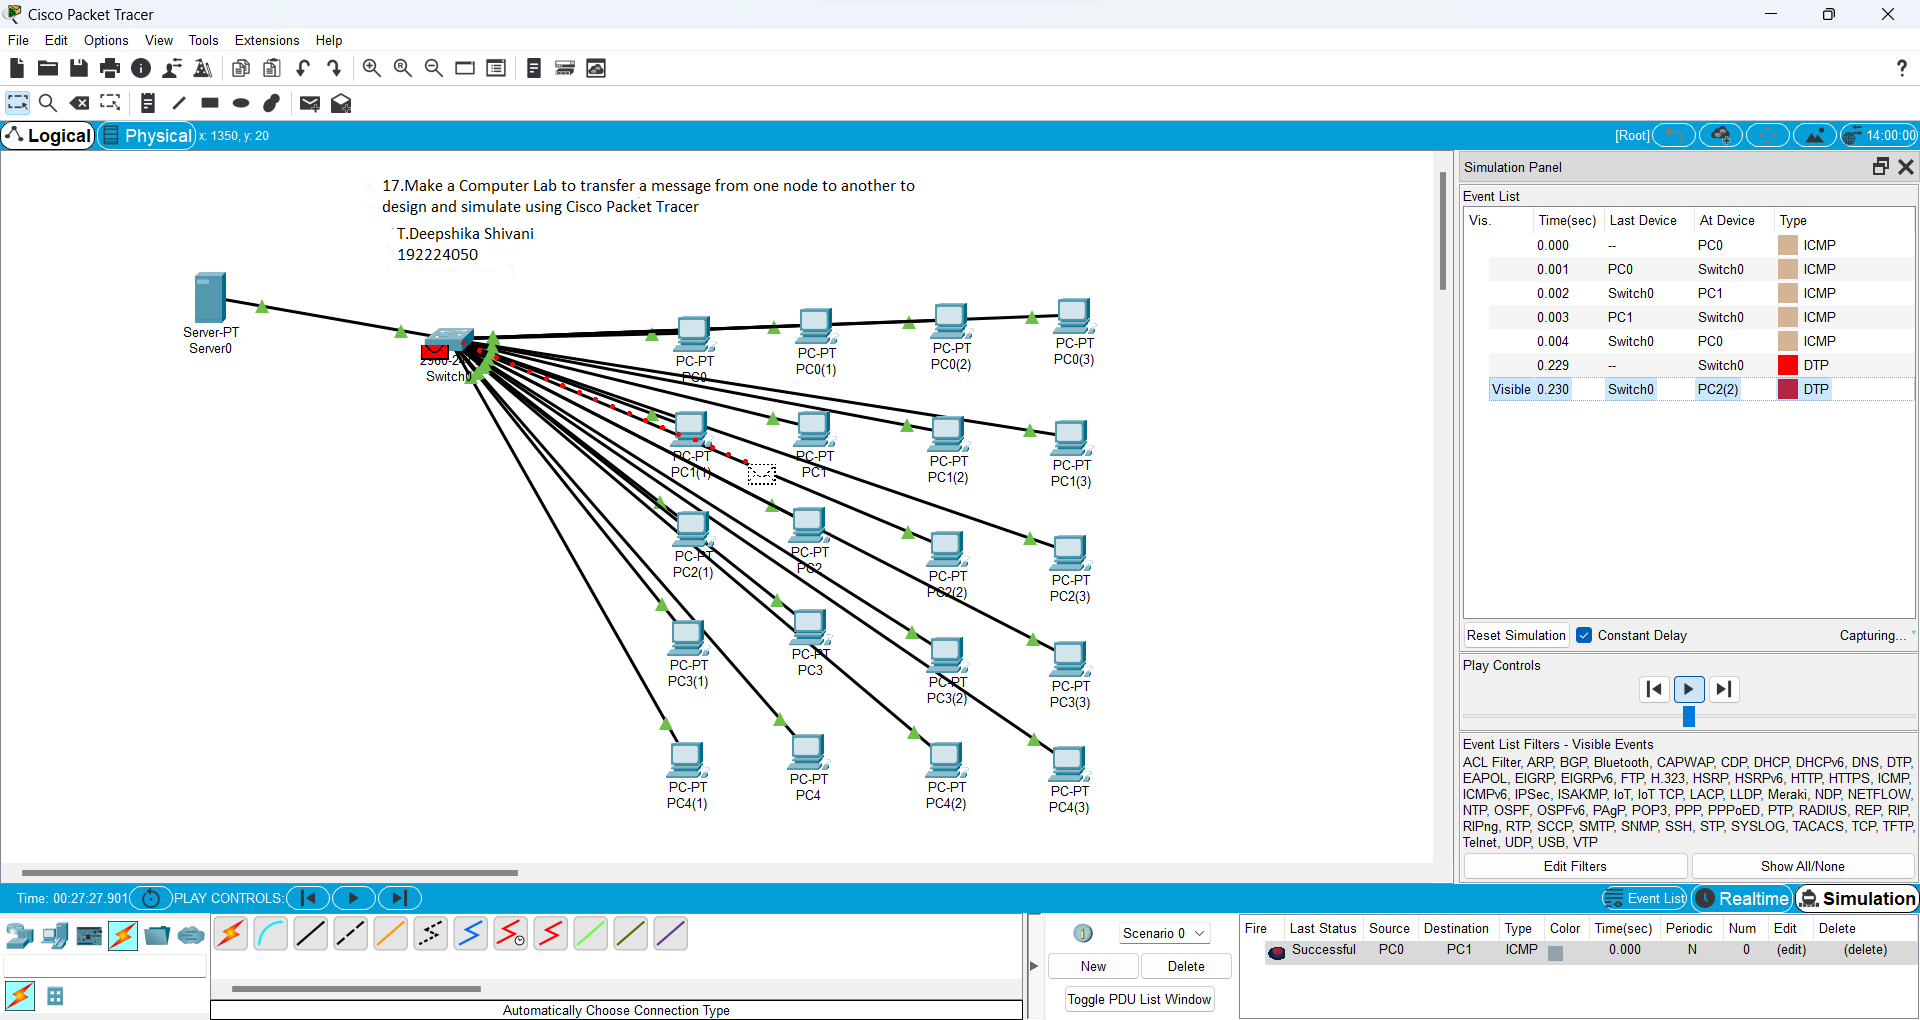 Cisco Packet Tracer
File Edit Options View Tools Extensions Help
Logical Physical x: 1350, y: 20 [Root] 14:00:00
17.Make a Computer Lab to transfer a message from one node to another to
design and simulate using Cisco Packet Tracer
T.Deepshika Shivani
192224050
Server-PT
Server0
Switch0
PC-PT
PC0
PC-PT
PC0(1)
PC-PT
PC0(2)
PC-PT
PC0(3)
PC-PT
PC1(1)
PC-PT
PC1
PC-PT
PC1(2)
PC-PT
PC1(3)
PC-PT
PC2(1)
PC-PT
PC2
PC-PT
PC2(2)
PC-PT
PC2(3)
PC-PT
PC3(1)
PC-PT
PC3
PC-PT
PC3(2)
PC-PT
PC3(3)
PC-PT
PC4(1)
PC-PT
PC4
PC-PT
PC4(2)
PC-PT
PC4(3)
Simulation Panel
Event List
Vis. Time(sec) Last Device At Device Type
0.000 -- PC0 ICMP
0.001 PC0 Switch0 ICMP
0.002 Switch0 PC1 ICMP
0.003 PC1 Switch0 ICMP
0.004 Switch0 PC0 ICMP
0.229 -- Switch0 DTP
Visible 0.230 Switch0 PC2(2) DTP
Reset Simulation Constant Delay Capturing... *
Play Controls
Event List Filters - Visible Events
ACL Filter, ARP, BGP, Bluetooth, CAPWAP, CDP, DHCP, DHCPv6, DNS, DTP,
EAPOL, EIGRP, EIGRPv6, FTP, H.323, HSRP, HSRPv6, HTTP, HTTPS, ICMP,
ICMPv6, IPSec, ISAKMP, IoT, IoT TCP, LACP, LLDP, Meraki, NDP, NETFLOW,
NTP, OSPF, OSPFv6, PAgP, POP3, PPP, PPPoED, PTP, RADIUS, REP, RIP,
RIPng, RTP, SCCP, SMTP, SNMP, SSH, STP, SYSLOG, TACACS, TCP, TFTP,
Telnet, UDP, USB, VTP
Edit Filters Show All/None
Time: 00:27:27.901 PLAY CONTROLS: Event List Realtime Simulation
Scenario 0
New Delete
Toggle PDU List Window
Fire Last Status Source Destination Type Color Time(sec) Periodic Num Edit Delete
Successful PC0 PC1 ICMP 0.000 N 0 (edit) (delete)
Automatically Choose Connection Type